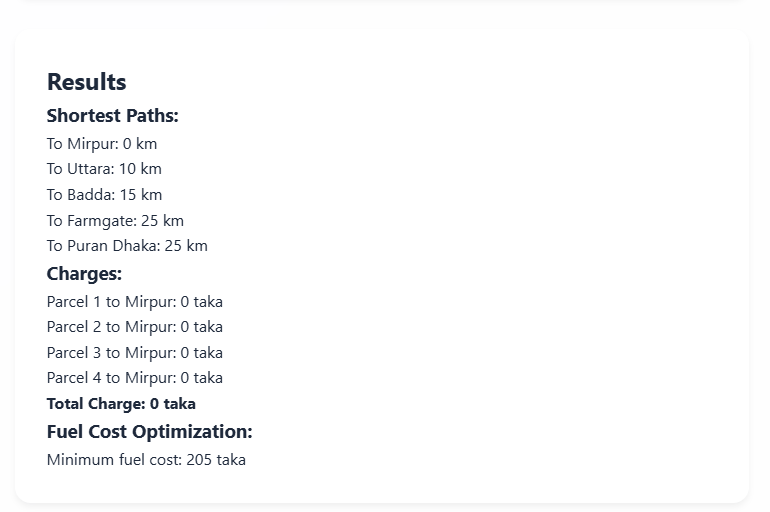 Results
Shortest Paths:
To Mirpur: 0 km
To Uttara: 10 km
To Badda: 15 km
To Farmgate: 25 km
To Puran Dhaka: 25 km
Charges:
Parcel 1 to Mirpur: 0 taka
Parcel 2 to Mirpur: 0 taka
Parcel 3 to Mirpur: 0 taka
Parcel 4 to Mirpur: 0 taka
Total Charge: 0 taka
Fuel Cost Optimization:
Minimum fuel cost: 205 taka